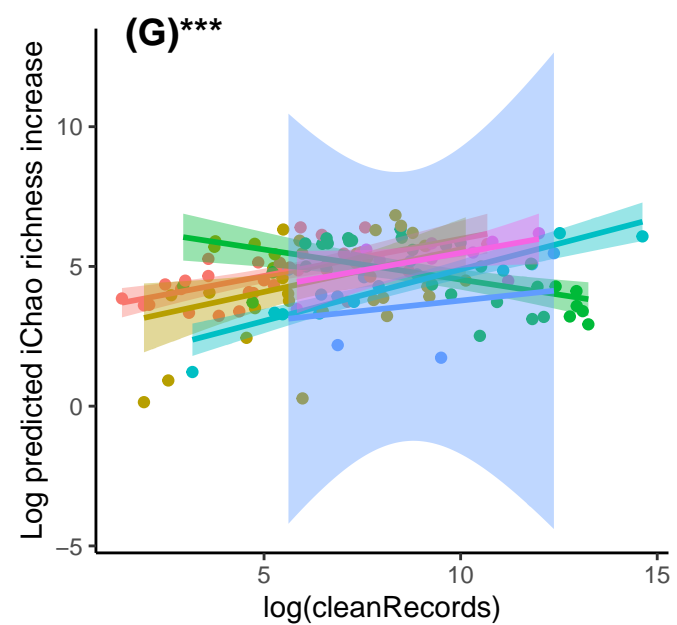 (G)***
Log predicted iChao richness increase
10
5
0
−5
5 10 15
log(cleanRecords)